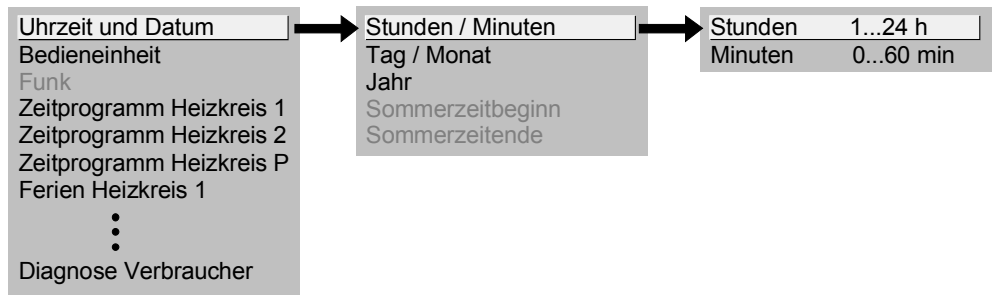 Uhrzeit und Datum
Bedieneinheit
Funk
Zeitprogramm Heizkreis 1
Zeitprogramm Heizkreis 2
Zeitprogramm Heizkreis P
Ferien Heizkreis 1
Diagnose Verbraucher
Stunden / Minuten
Tag / Monat
Jahr
Sommerzeitbeginn
Sommerzeitende
Stunden 1...24 h
Minuten 0...60 min